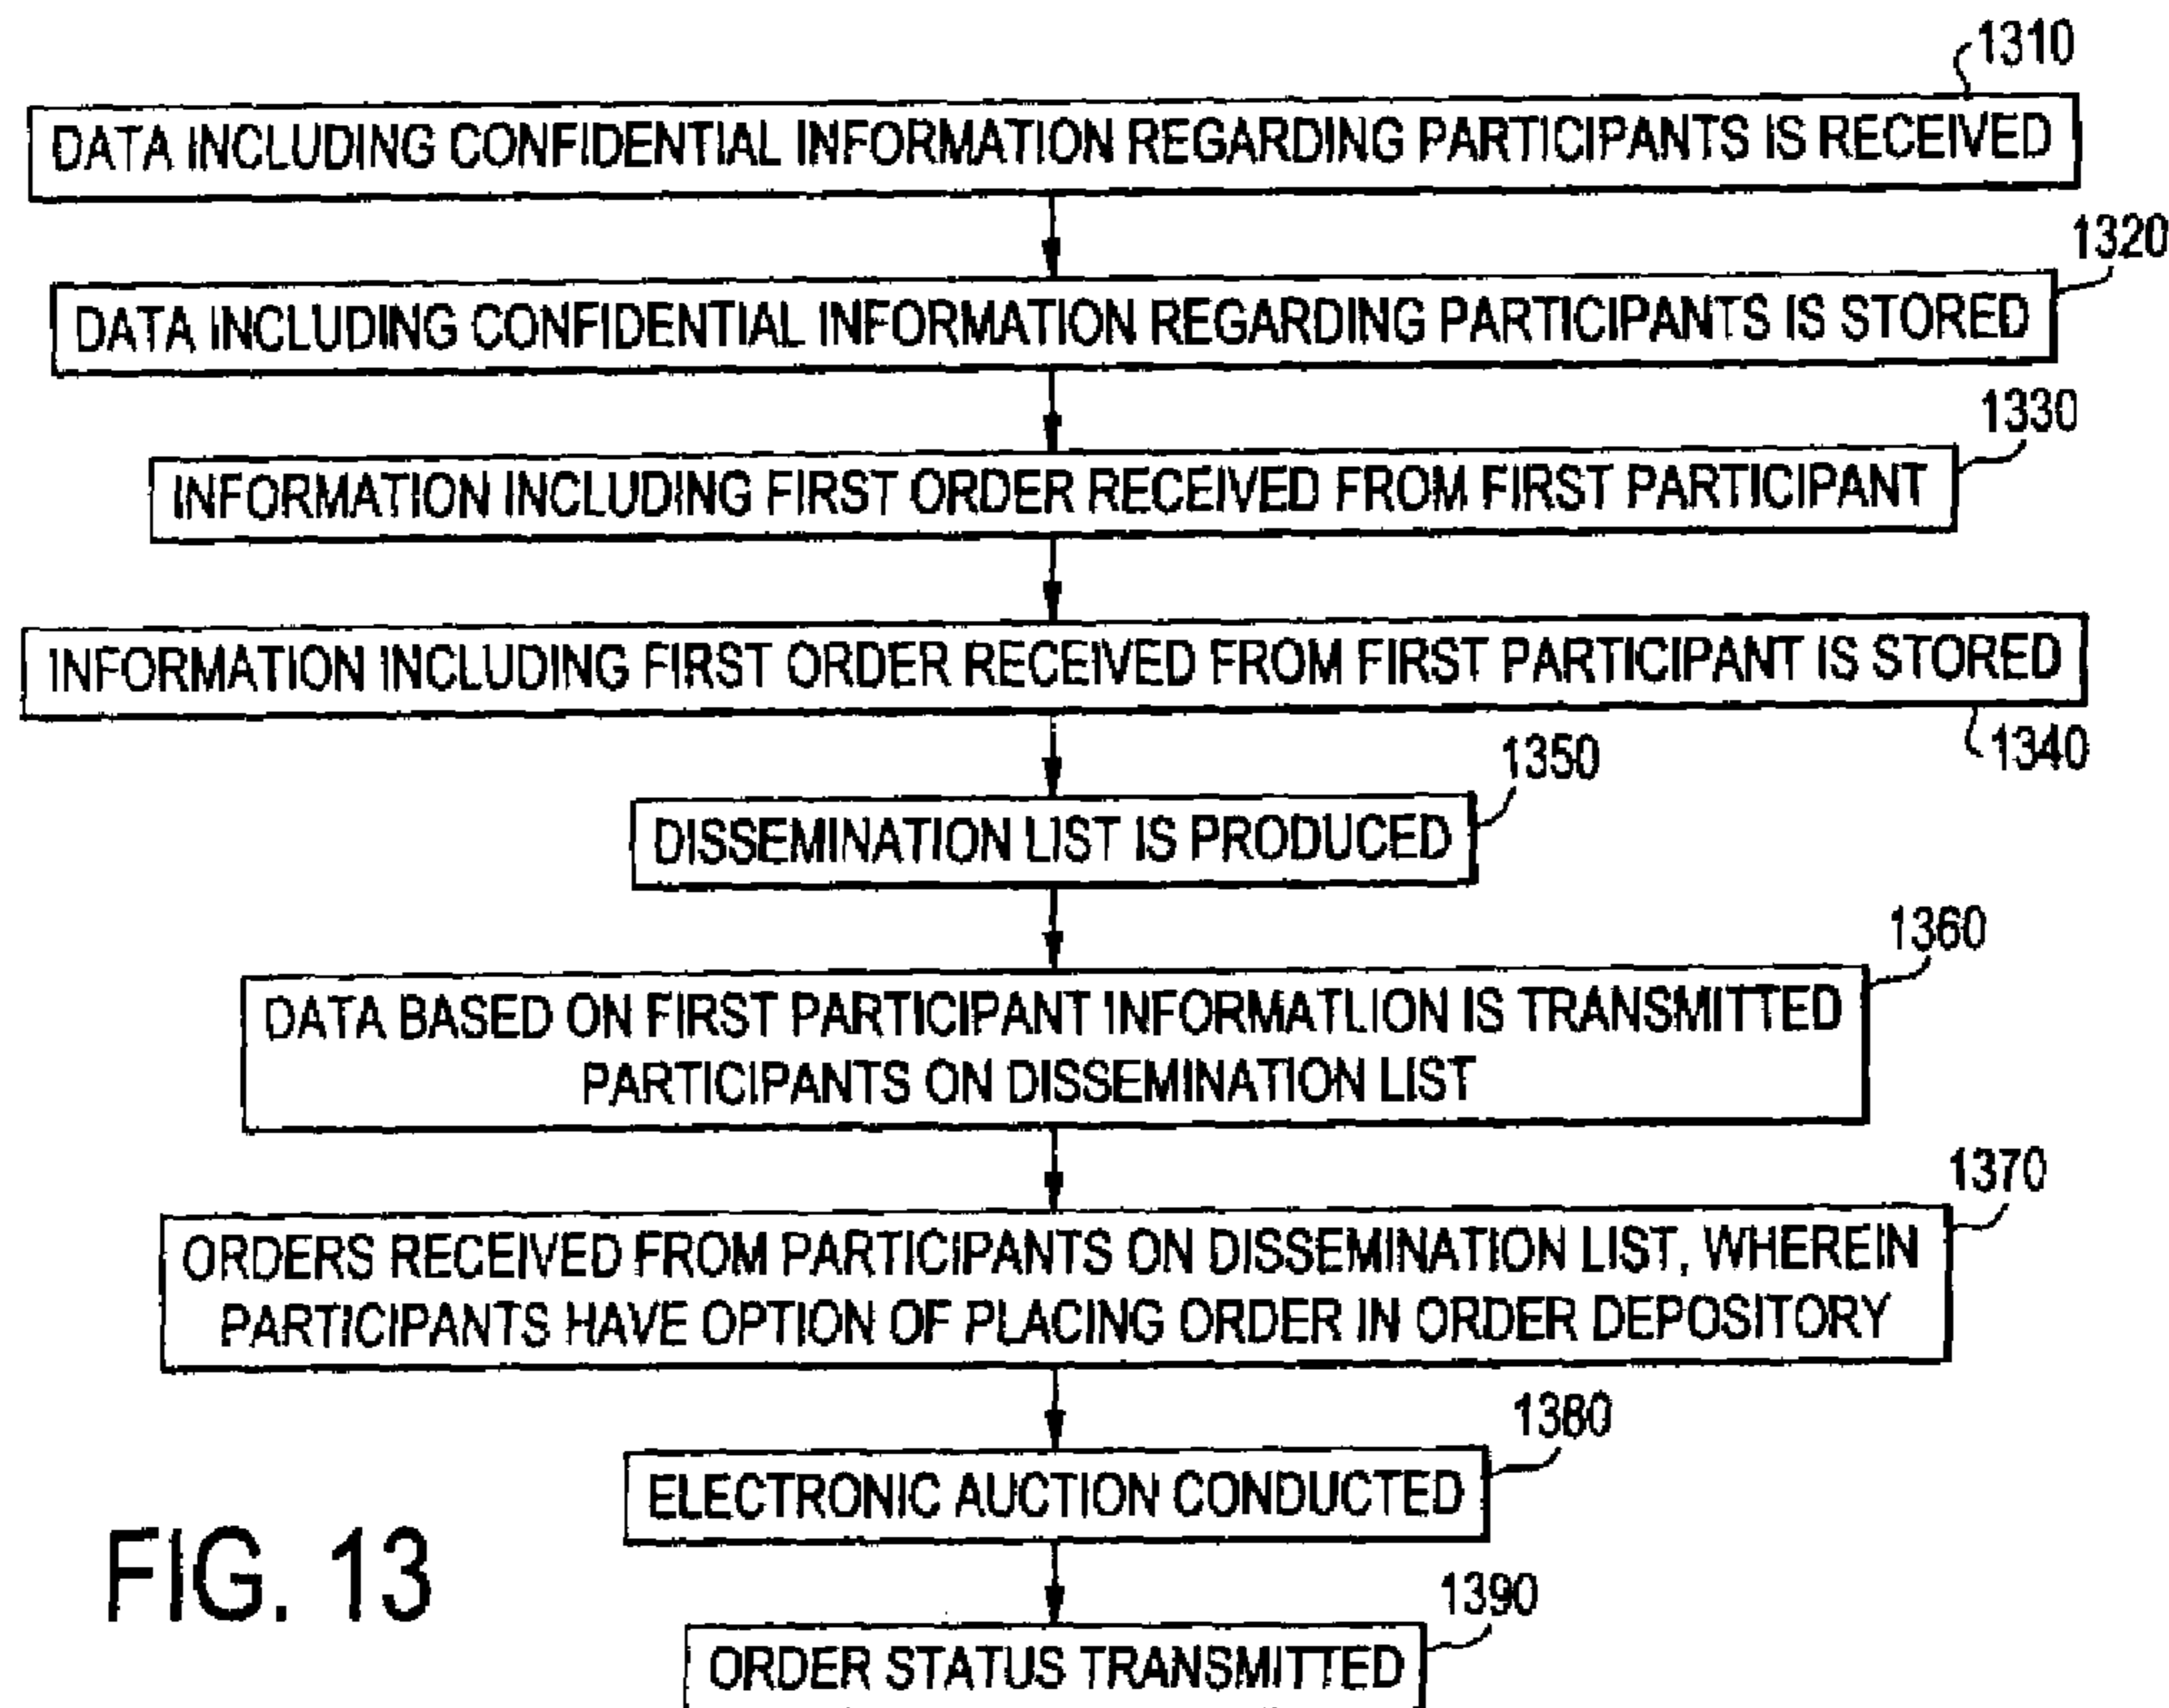 1310
DATA INCLUDING CONFIDENTIAL INFORMATION REGARDING PARTICIPANTS IS RECEIVED
1320
DATA INCLUDING CONFIDENTIAL INFORMATION REGARDING PARTICIPANTS IS STORED
1330
INFORMATION INCLUDING FIRST ORDER RECEIVED FROM FIRST PARTICIPANT
INFORMATION INCLUDING FIRST ORDER RECEIVED FROM FIRST PARTICIPANT IS STORED
1340
1350
DISSEMINATION LIST IS PRODUCED
1360
DATA BASED ON FIRST PARTICIPANT INFORMATLION IS TRANSMITTED
PARTICIPANTS ON DISSEMINATION LIST
1370
ORDERS RECEIVED FROM PARTICIPANTS ON DISSEMINATION LIST, WHEREIN
PARTICIPANTS HAVE OPTION OF PLACING ORDER IN ORDER DEPOSITORY
1380
ELECTRONIC AUCTION CONDUCTED
FIG. 13
1390
ORDER STATUS TRANSMITTED